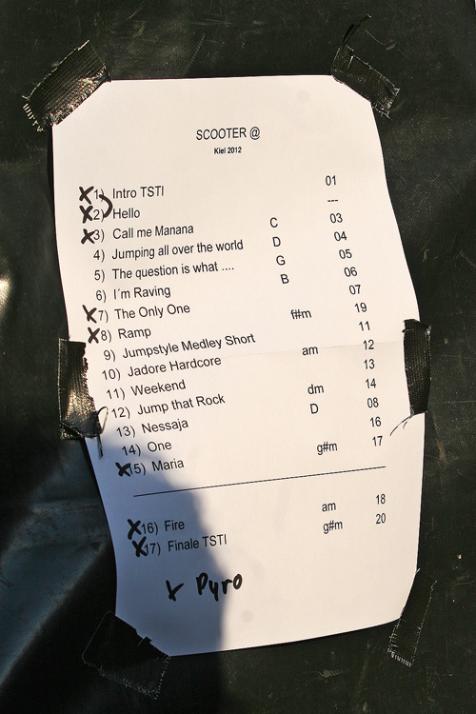 SCOOTER @
Kiel 2012
X 1) Intro TSTI 01
X 2) Hello ---
X 3) Call me Manana C 03
4) Jumping all over the world D 04
5) The question is what .... G 05
6) I´m Raving B 06
X 7) The Only One 07
X 8) Ramp f#m 19
9) Jumpstyle Medley Short 11
10) Jadore Hardcore am 12
11) Weekend 13
12) Jump that Rock dm 14
13) Nessaja D 08
14) One 16
X 15) Maria g#m 17
X 16) Fire am 18
X 17) Finale TSTI g#m 20
X Pyro